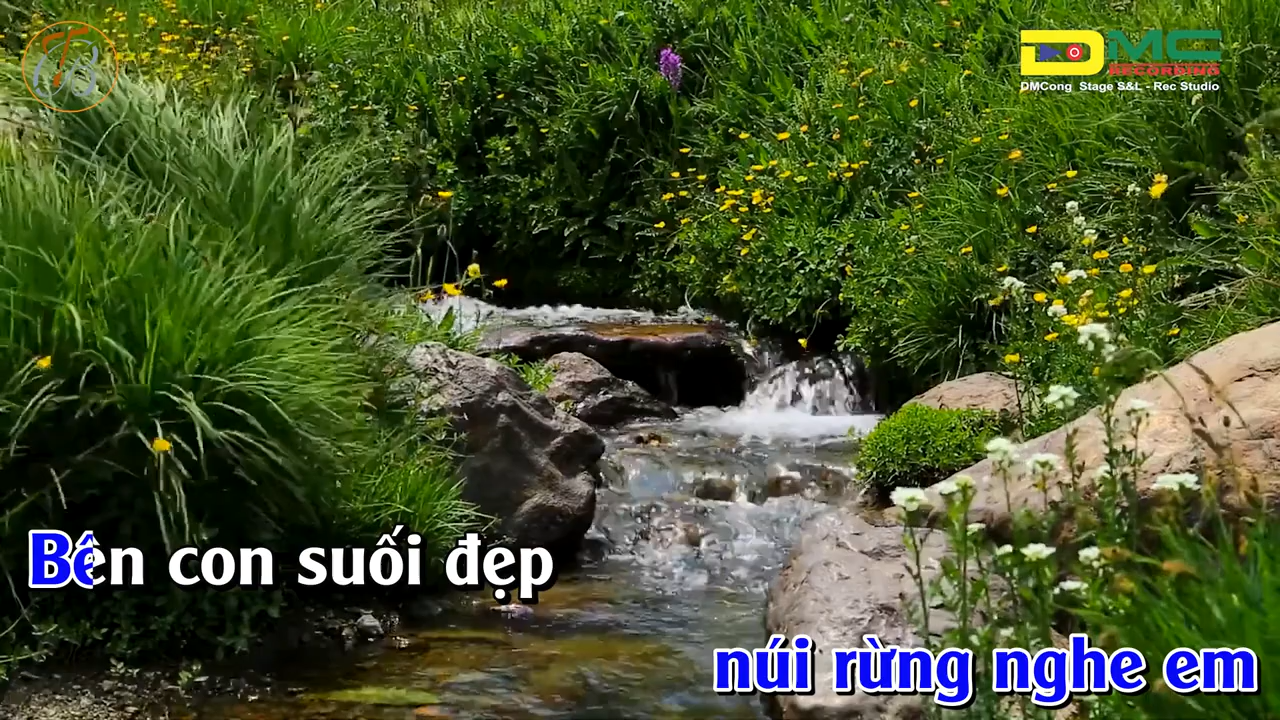 DMC
RECORDING
DMCong Stage S&L - Rec Studio
Bên con suối đẹp
núi rừng nghe em